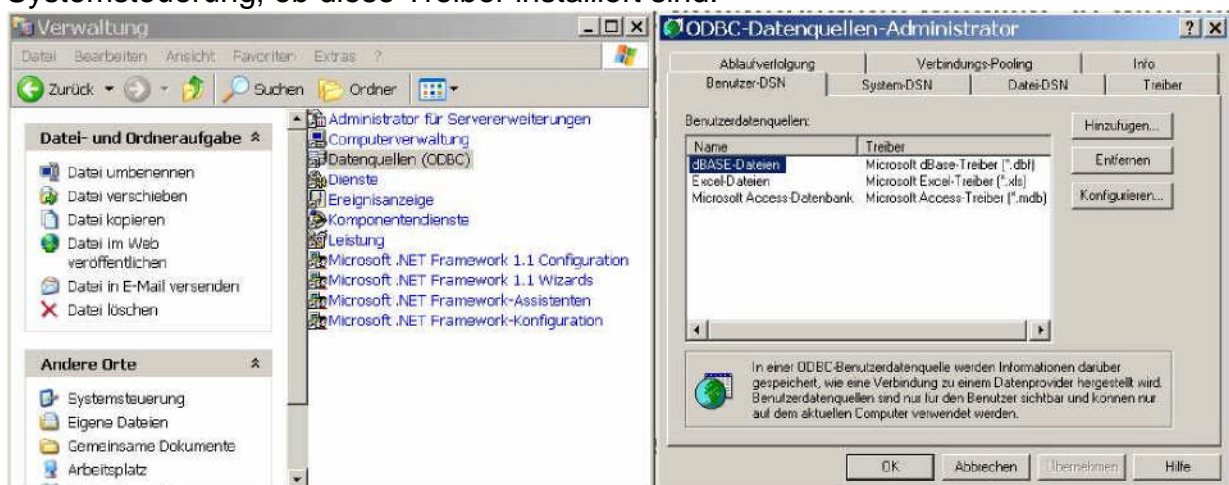 Systemsteuerung, ob diese Treiber installiert sind.
Verwaltung
Datei Bearbeiten Ansicht Favoriten Extras ?
Zurück Suchen Ordner
Datei- und Ordneraufgabe
Datei umbenennen
Datei verschieben
Datei kopieren
Datei im Web
veröffentlichen
Datei in E-Mail versenden
Datei löschen
Andere Orte
Systemsteuerung
Eigene Dateien
Gemeinsame Dokumente
Arbeitsplatz
Administrator für Servererweiterungen
Computerverwaltung
Datenquellen (ODBC)
Dienste
Ereignisanzeige
Komponentendienste
Leistung
Microsoft .NET Framework 1.1 Configuration
Microsoft .NET Framework 1.1 Wizards
Microsoft .NET Framework-Assistenten
Microsoft .NET Framework-Konfiguration
ODBC-Datenquellen-Administrator
Ablaufverfolgung Verbindungs-Pooling Info
Benutzer-DSN System-DSN Datei-DSN Treiber
Benutzerdatenquellen:
Name Treiber
dBASE-Dateien Microsoft dBase-Treiber (*.dbf)
Excel-Dateien Microsoft Excel-Treiber (*.xls)
Microsoft Access-Datenbank Microsoft Access-Treiber (*.mdb)
Hinzufügen...
Entfernen
Konfigurieren...
In einer ODBC-Benutzerdatenquelle werden Informationen darüber
gespeichert, wie eine Verbindung zu einem Datenprovider hergestellt wird.
Benutzerdatenquellen sind nur für den Benutzer sichtbar und können nur
auf dem aktuellen Computer verwendet werden.
OK Abbrechen Übernehmen Hilfe